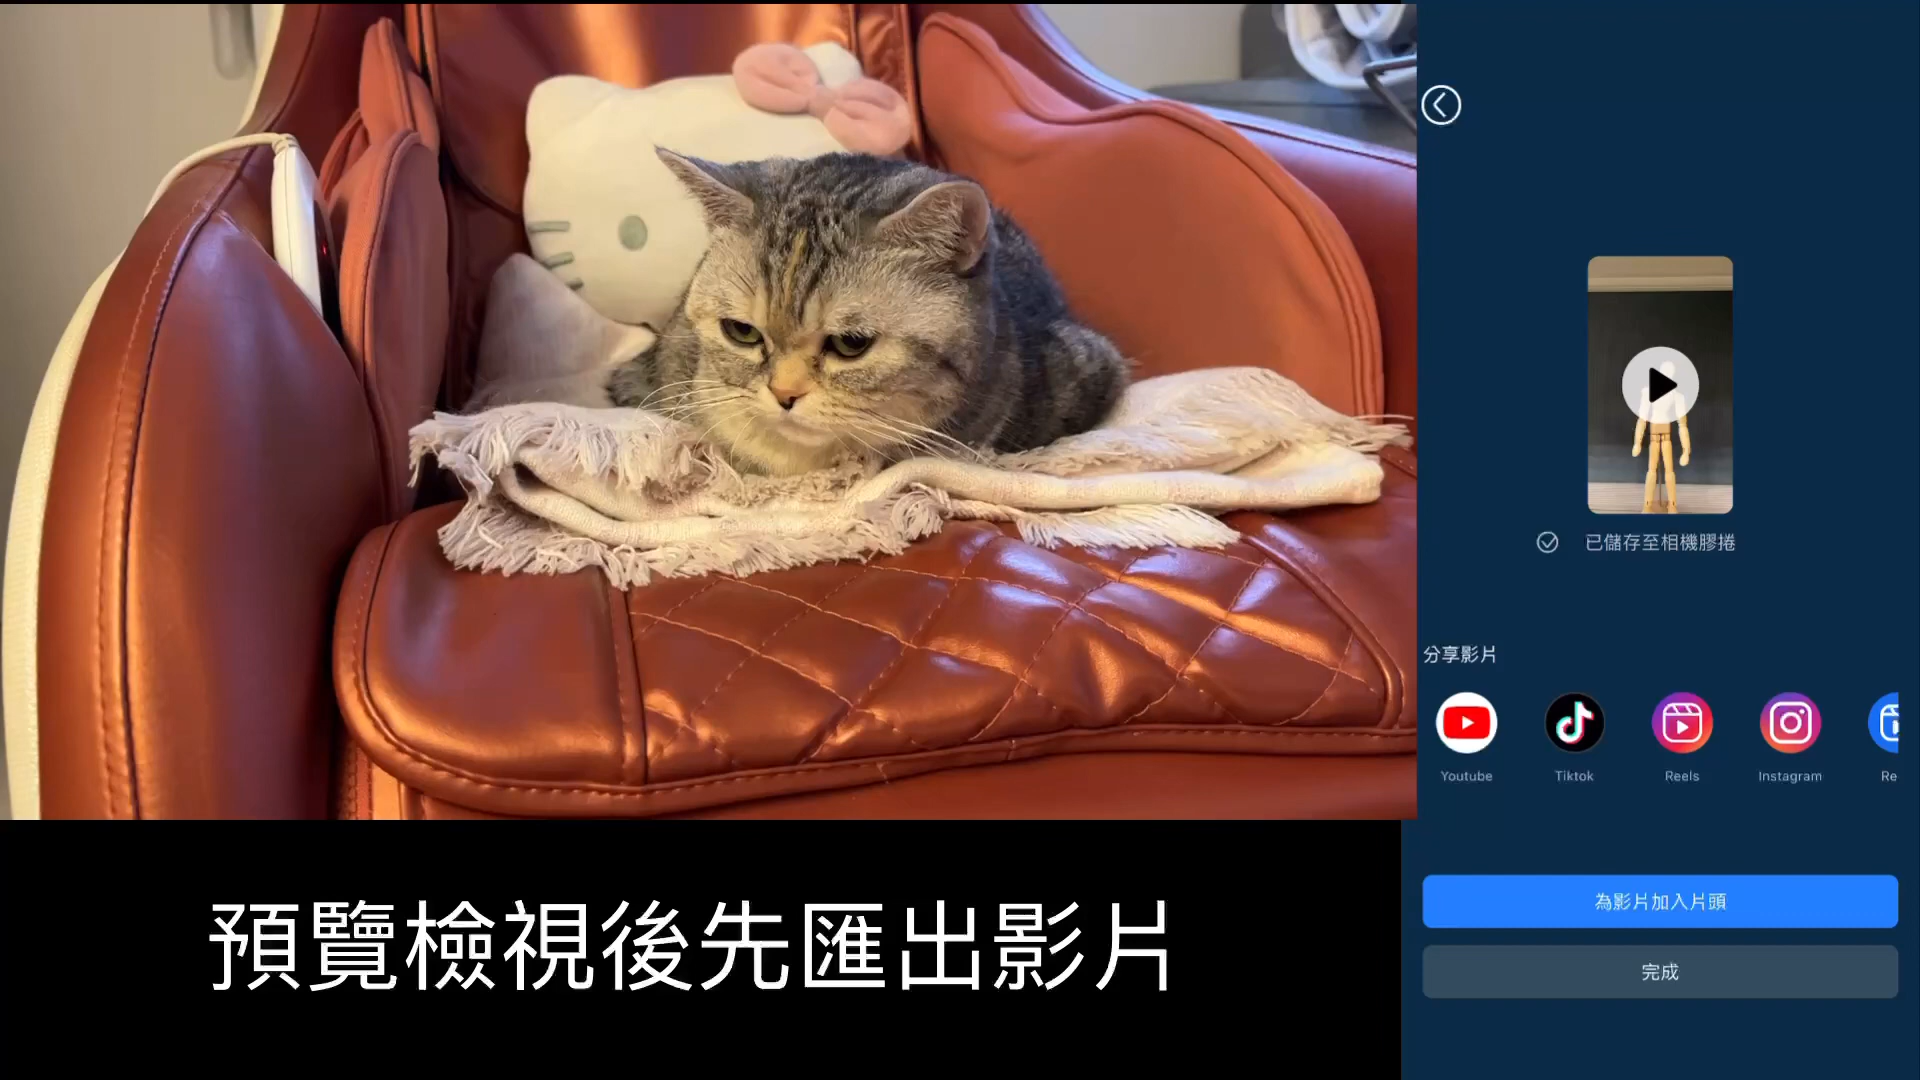 預覽檢視後先匯出影片
已儲存至相機膠捲
分享影片
Youtube
Tiktok
Reels
Instagram
Re
為影片加入片頭
完成